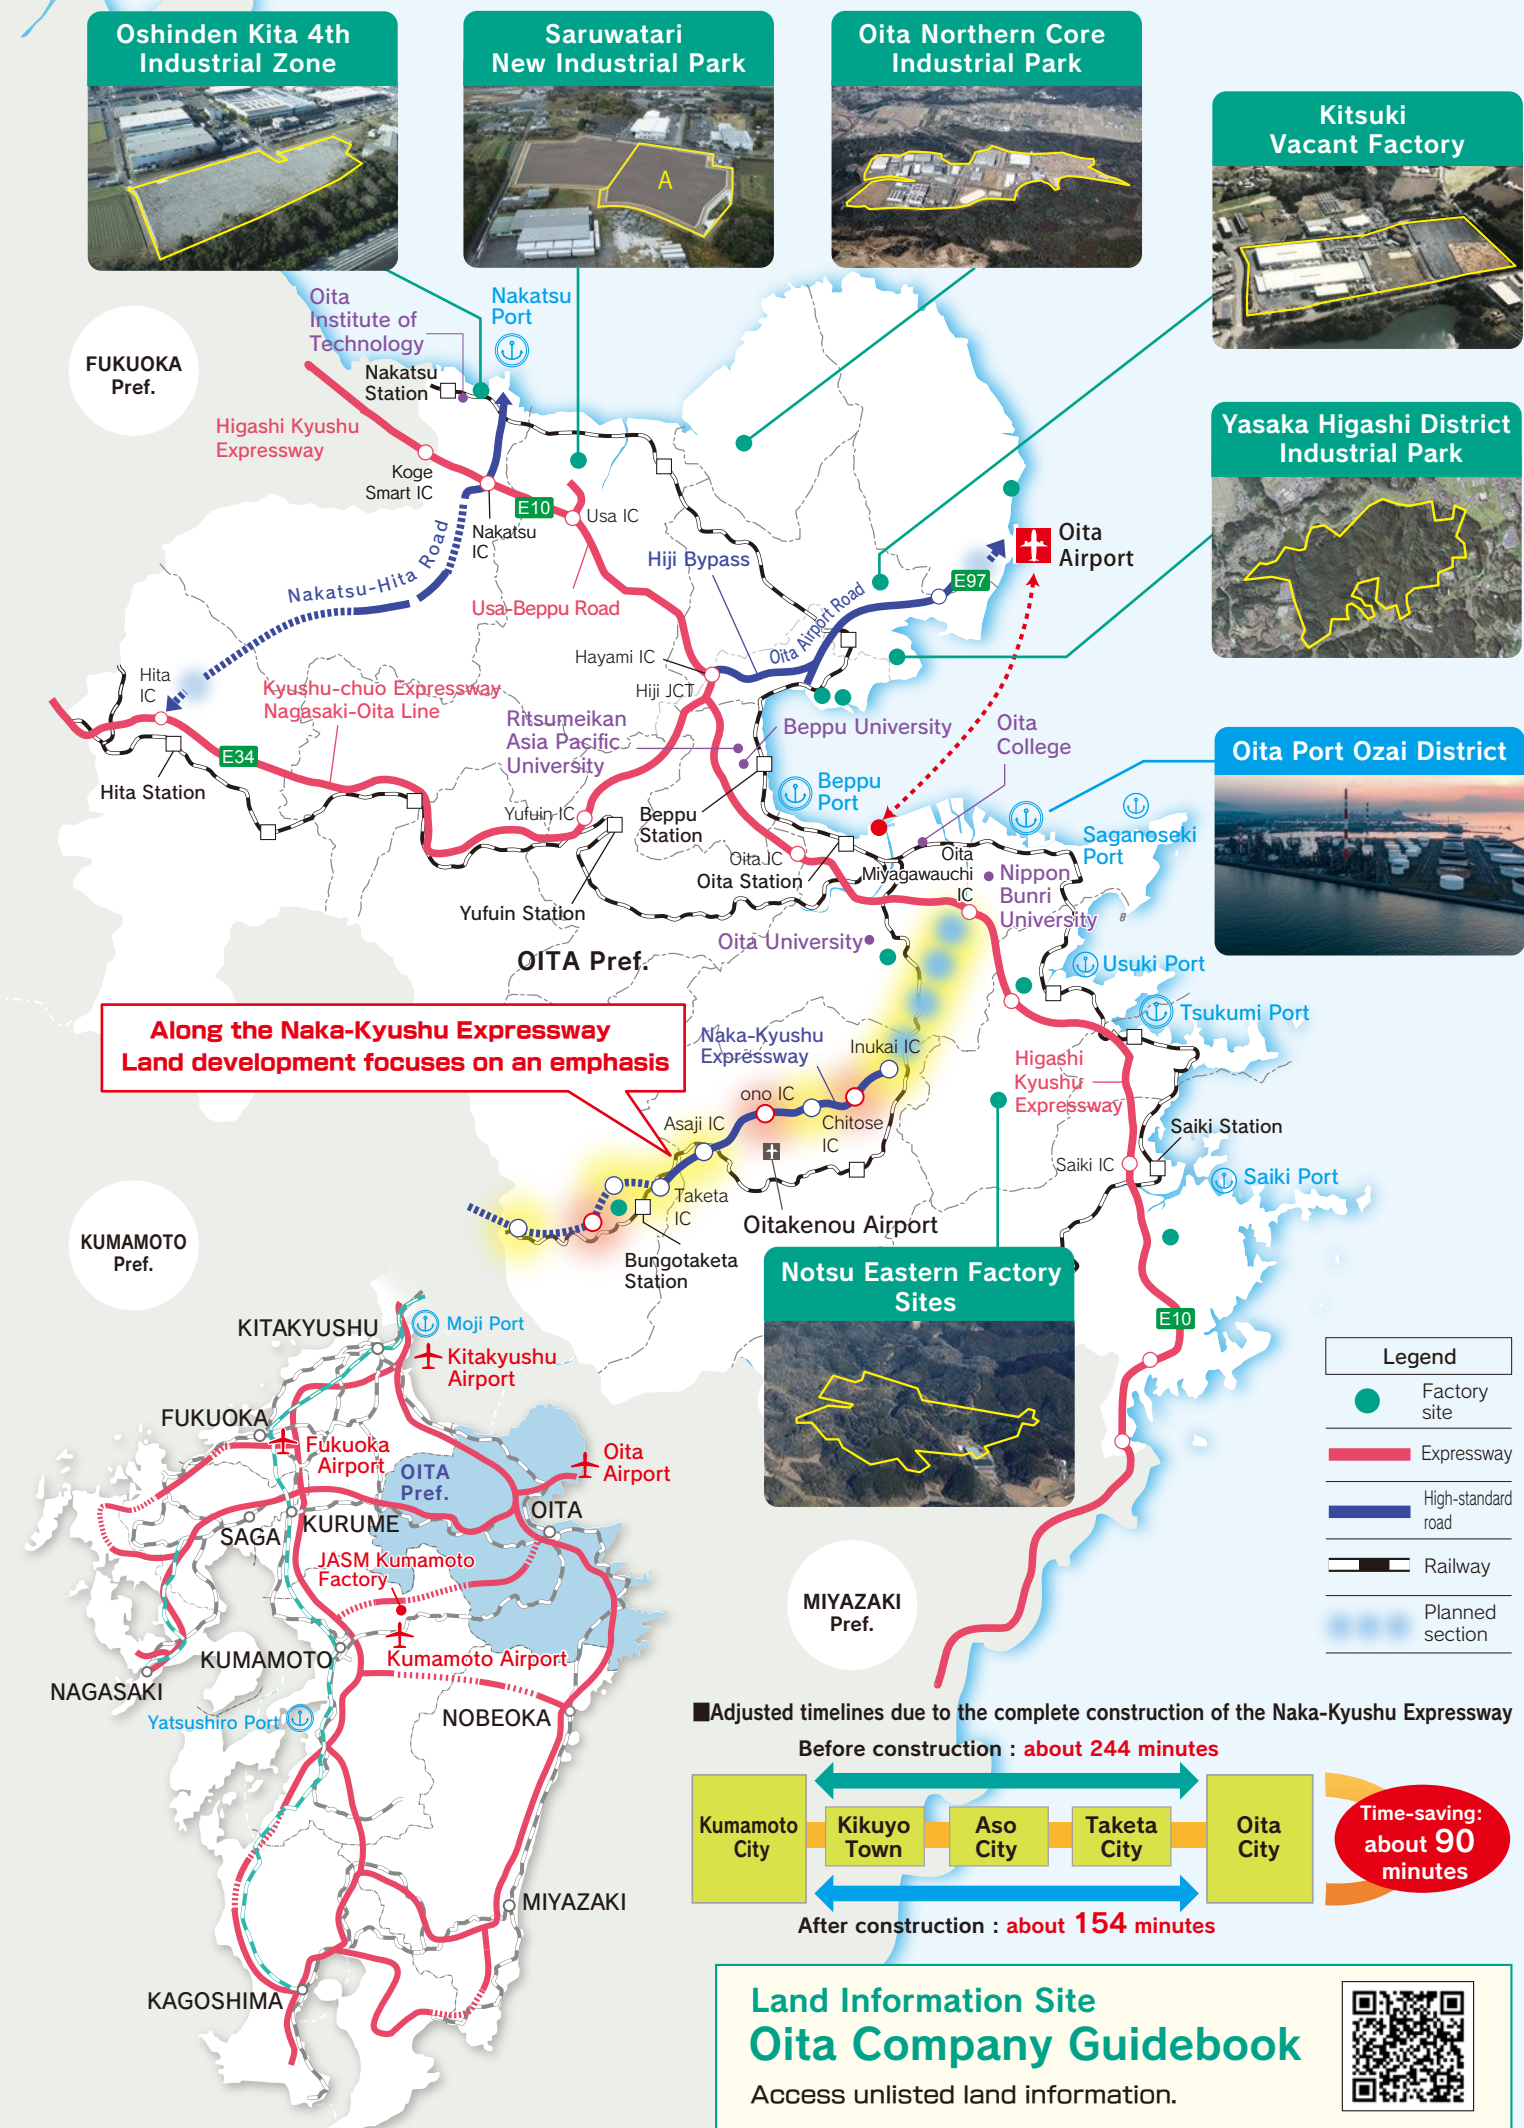 Oshinden Kita 4th
Industrial Zone
Saruwatari
New Industrial Park
A
Oita Northern Core
Industrial Park
Kitsuki
Vacant Factory
Yasaka Higashi District
Industrial Park
Oita Port Ozai District
FUKUOKA
Pref.
Oita
Institute of
Technology
Nakatsu
Port
Nakatsu
Station
Higashi Kyushu
Expressway
Koge
Smart IC
E10
Nakatsu
IC
Usa IC
Nakatsu-Hita Road
Usa-Beppu Road
Hiji Bypass
Oita Airport Road
E97
Oita
Airport
Hayami IC
Hiji JCT
Hita
IC
Kyushu-chuo Expressway
Nagasaki-Oita Line
E34
Hita Station
Ritsumeikan
Asia Pacific
University
Beppu University
Oita
College
Beppu
Port
Yufuin IC
Beppu
Station
Saganoseki
Port
Oita IC
Oita Station
Oita
Miyagawauchi
IC
Nippon
Bunri
University
Yufuin Station
Oita University
OITA Pref.
Usuki Port
Tsukumi Port
Along the Naka-Kyushu Expressway
Land development focuses on an emphasis
Naka-Kyushu
Expressway
Inukai IC
ono IC
Chitose
IC
Asaji IC
Higashi
Kyushu
Expressway
Saiki Station
Saiki IC
Saiki Port
Taketa
IC
Oitakenou Airport
Bungotaketa
Station
KUMAMOTO
Pref.
Notsu Eastern Factory
Sites
E10
Legend
Factory
site
Expressway
High-standard
road
Railway
Planned
section
MIYAZAKI
Pref.
KITAKYUSHU
Moji Port
Kitakyushu
Airport
FUKUOKA
Fukuoka
Airport
OITA
Pref.
Oita
Airport
OITA
SAGA
KURUME
JASM Kumamoto
Factory
KUMAMOTO
Kumamoto Airport
NAGASAKI
Yatsushiro Port
NOBEOKA
MIYAZAKI
KAGOSHIMA
■Adjusted timelines due to the complete construction of the Naka-Kyushu Expressway
Before construction : about 244 minutes
Kumamoto
City
Kikuyo
Town
Aso
City
Taketa
City
Oita
City
Time-saving:
about 90
minutes
After construction : about 154 minutes
Land Information Site
Oita Company Guidebook
Access unlisted land information.